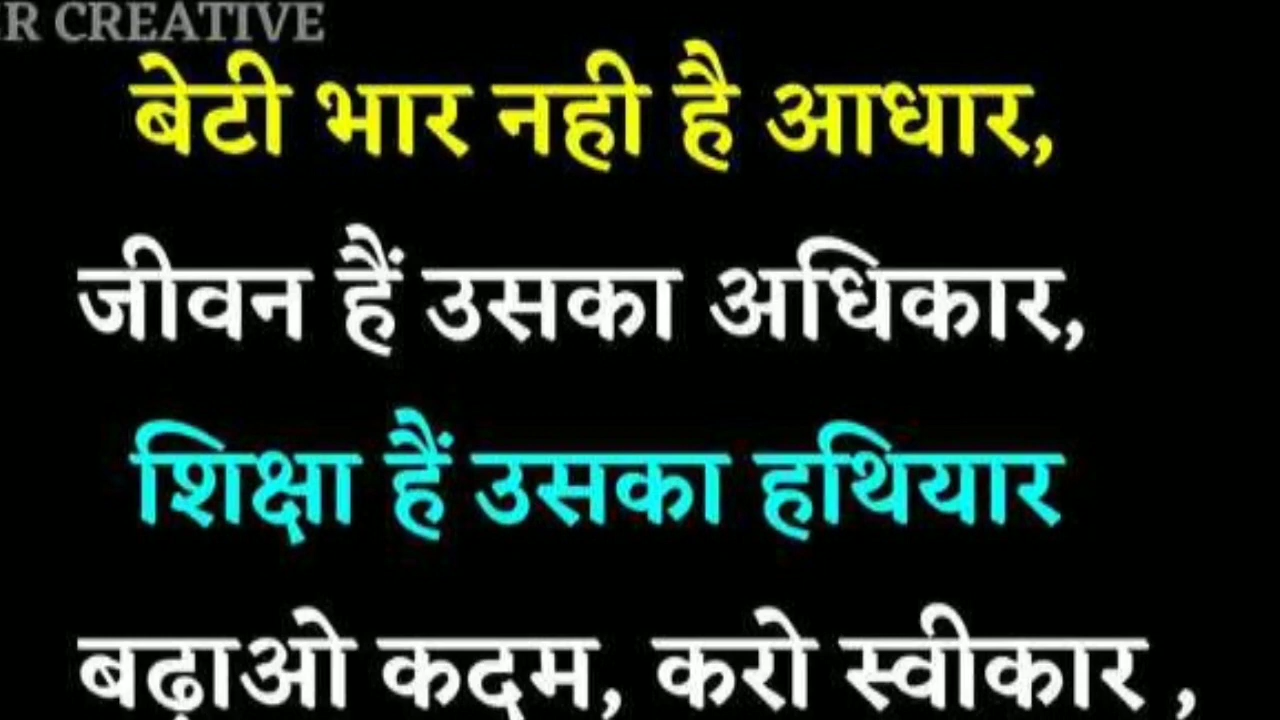 R CREATIVE
बेटी भार नही है आधार,
जीवन हैं उसका अधिकार,
शिक्षा हैं उसका हथियार
बढ़ाओ कदम, करो स्वीकार ,